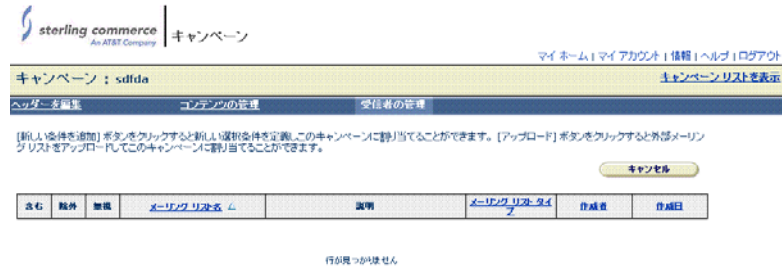 sterling commerce
An AT&T Company
キャンペーン
マイ ホーム | マイ アカウント | 情報 | ヘルプ | ログアウト
キャンペーン : sdfda
キャンペーン リストを表示
ヘッダーを編集 コンテンツの管理 受信者の管理
[新しい条件を追加] ボタンをクリックすると新しい選択条件を定義しこのキャンペーンに割り当てることができます。[アップロード] ボタンをクリックすると外部メーリン
グ リストをアップロードしてこのキャンペーンに割り当てることができます。
キャンセル
含む 除外 無視 メーリング リスト名 △ 説明 メーリング リスト タイ
プ 作成者 作成日
行が見つかりません